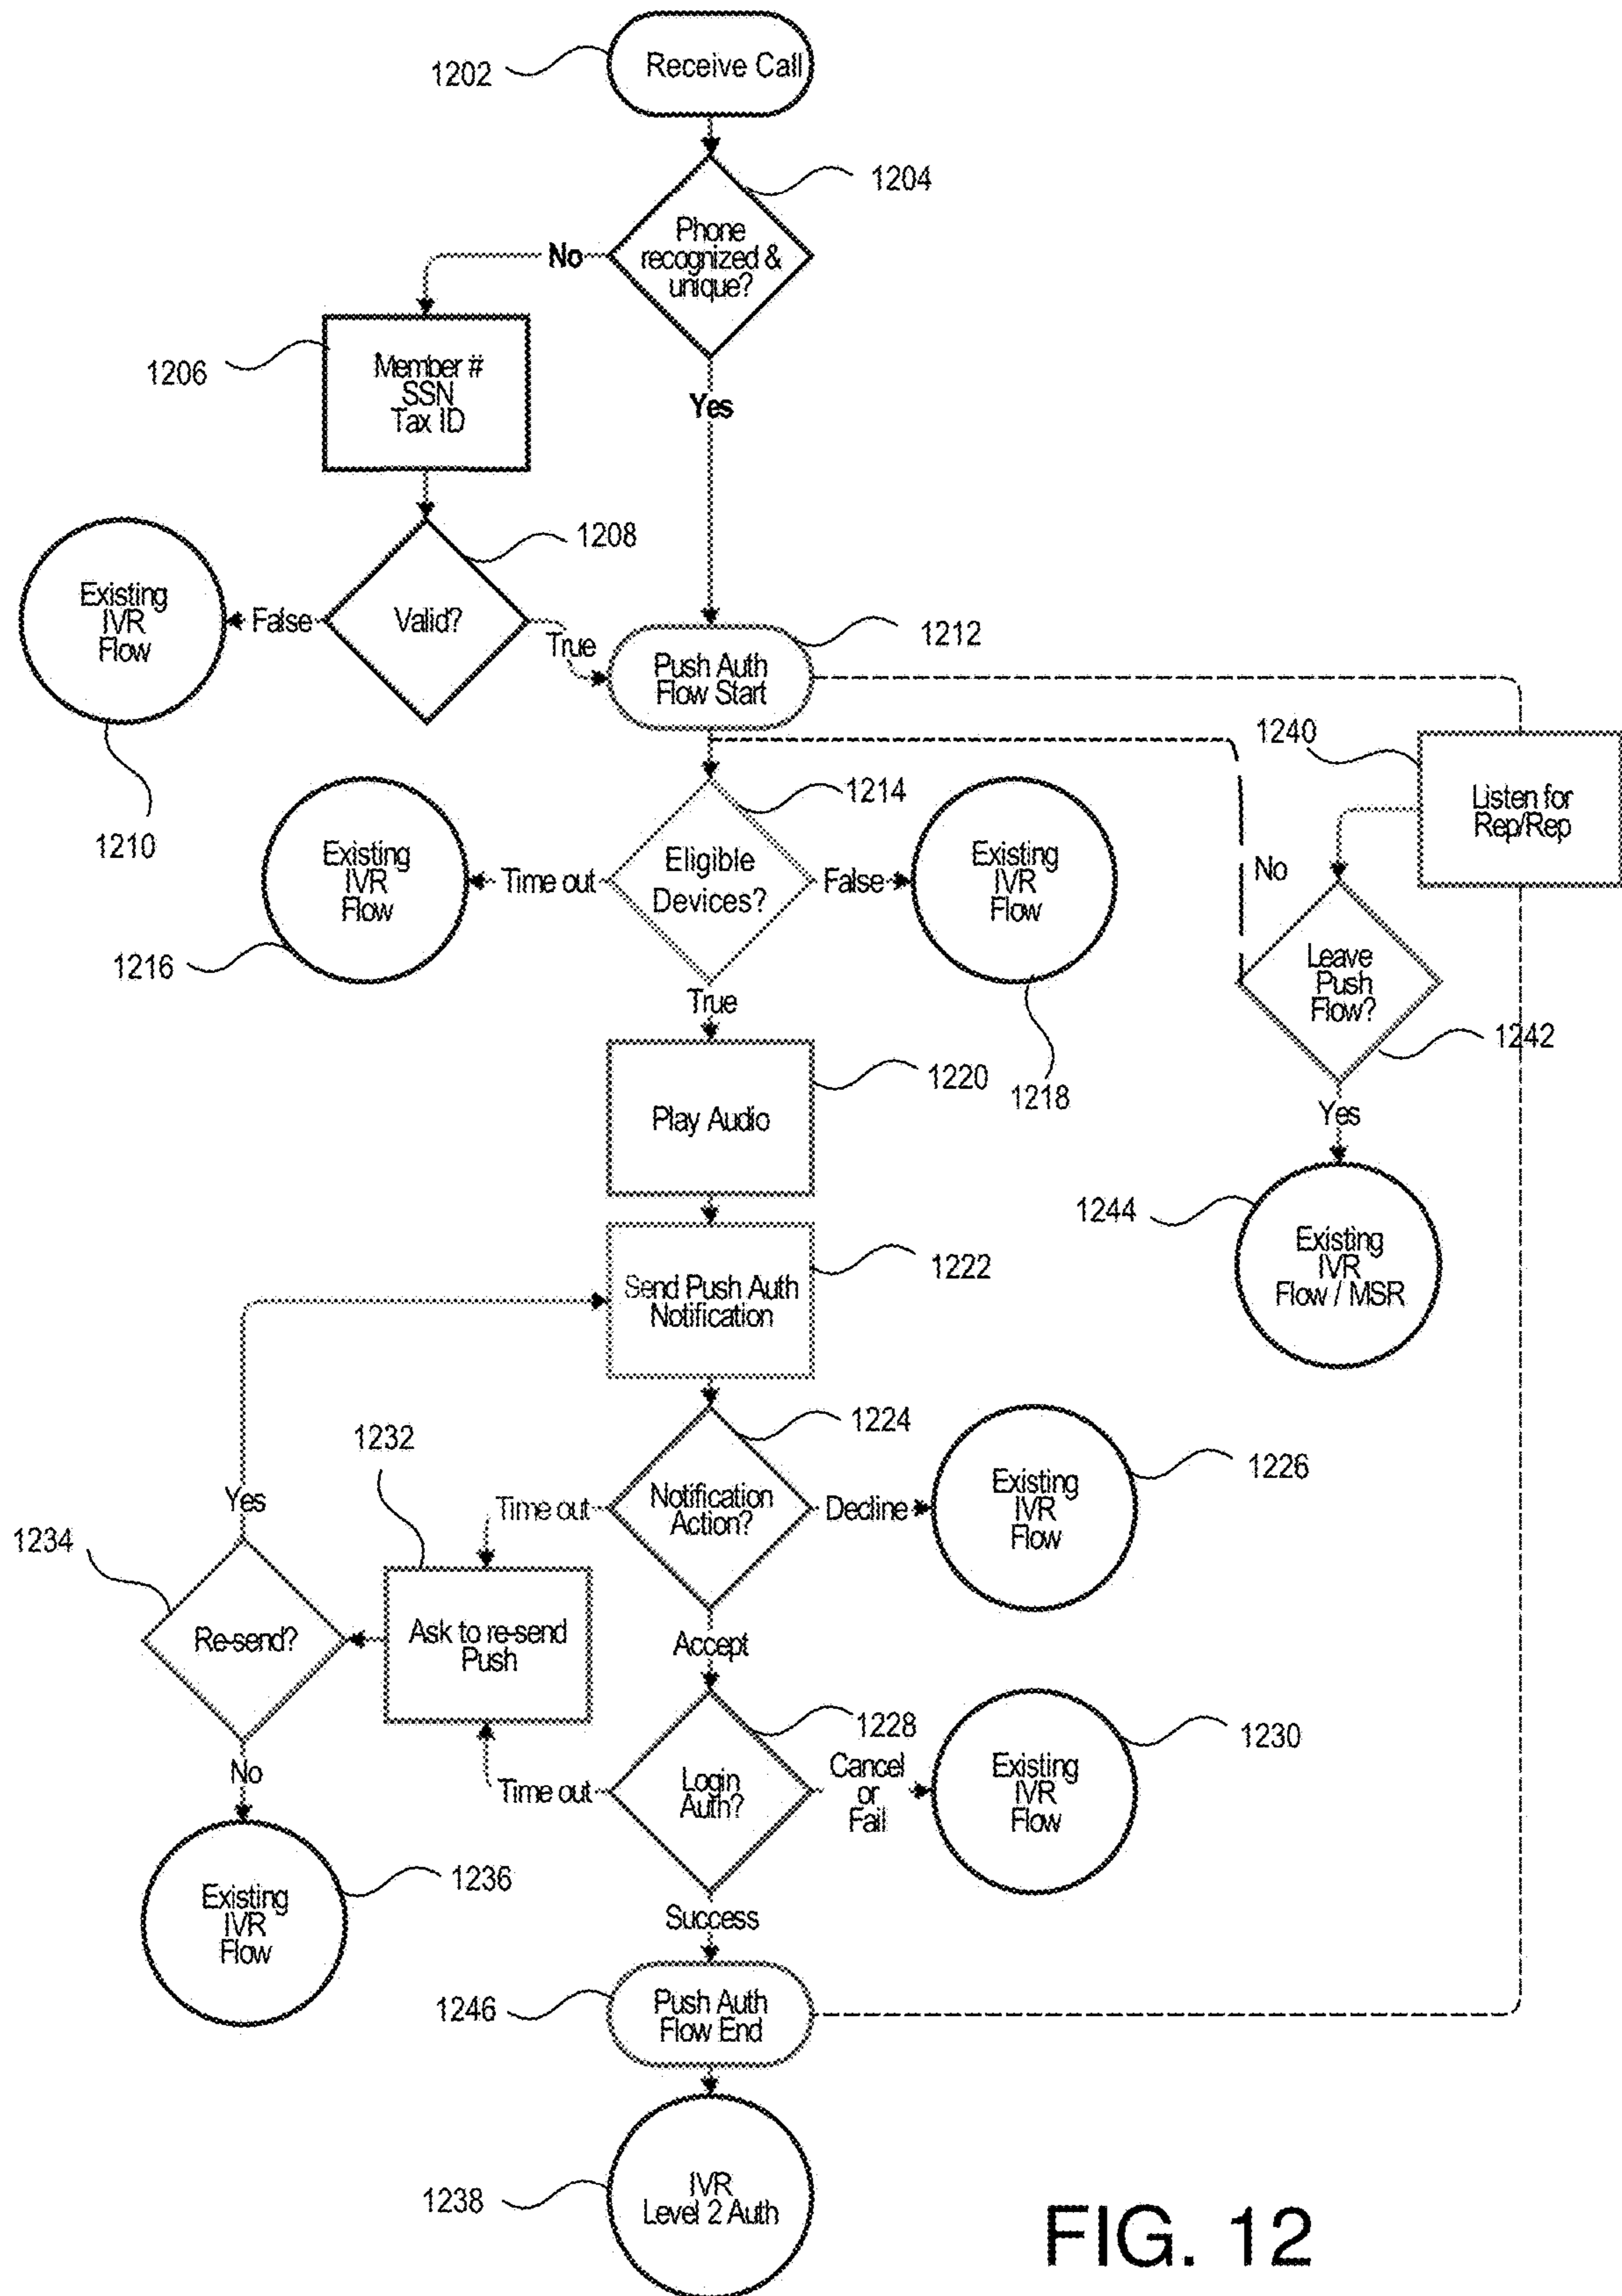 Receive Call
1202
1204
Phone
recognized &
unique?
No
1206
Member #
SSN
Tax ID
Yes
1208
Existing
IVR
Flow
False
Valid?
True
1212
Push Auth
Flow Start
1210
1240
Listen for
Rep/Rep
1214
Existing
IVR
Flow
Time out
Eligible
Devices?
False
Existing
IVR
Flow
No
1216
True
Leave
Push
Flow?
1242
1220
1218
Play Audio
Yes
1244
Existing
IVR
Flow / MSR
1222
Send Push Auth
Notification
1224
1232
1226
Yes
Time out
Notification
Action?
Decline
Existing
IVR
Flow
1234
Re-send?
Ask to re-send
Push
Accept
1228
1230
No
Time out
Login
Auth?
Cancel
or
Fail
Existing
IVR
Flow
1236
Existing
IVR
Flow
Success
1246
Push Auth
Flow End
1238
IVR
Level 2 Auth
FIG. 12